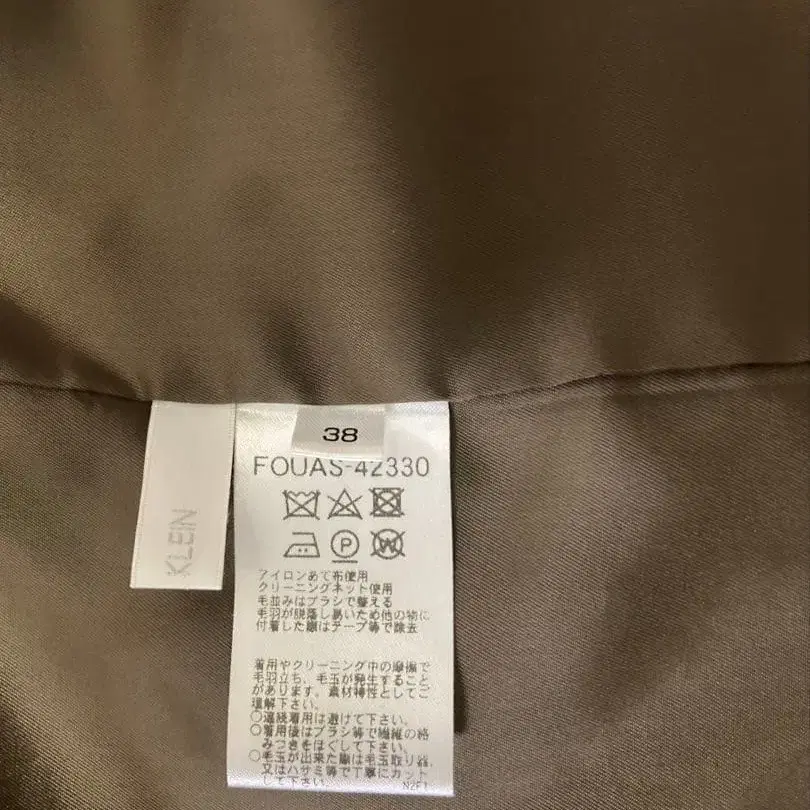 38
FOUAS-42330
P
W
アイロンあて布使用
クリーニングネット使用
毛並みはブラシで整える
毛羽が脱落し易いため他の物に
付着した際はテープ等で除去
着用やクリーニング中の摩擦で
毛羽立ち、毛玉が発生すること
があります。素材特性としてご
理解下さい。
○連続着用は避けて下さい。
○着用後はブラシ等で繊維の絡
みつきをほぐして下さい。
○毛玉が出来た際は毛玉取り器、
又はハサミ等で丁寧にカット
して下さい。
N2F1
KLEIN